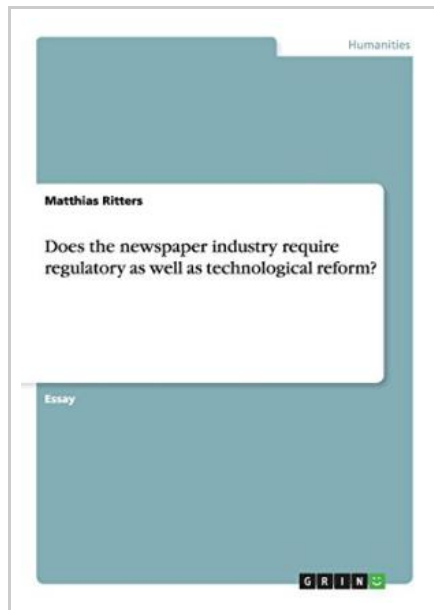 Humanities
Matthias Ritters
Does the newspaper industry require
regulatory as well as technological reform?
Essay
GRIN